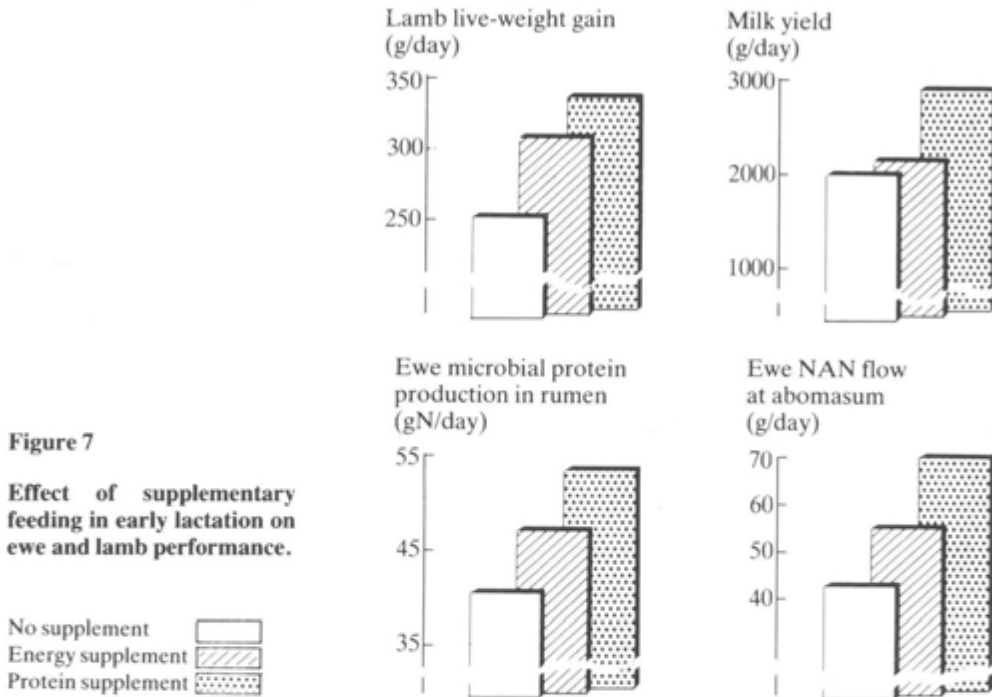 Lamb live-weight gain
(g/day)
350
300
250
Milk yield
(g/day)
3000
2000
1000
Ewe microbial protein
production in rumen
(gN/day)
55
45
35
Ewe NAN flow
at abomasum
(g/day)
70
60
50
40
Figure 7
Effect of supplementary
feeding in early lactation on
ewe and lamb performance.
No supplement
Energy supplement
Protein supplement